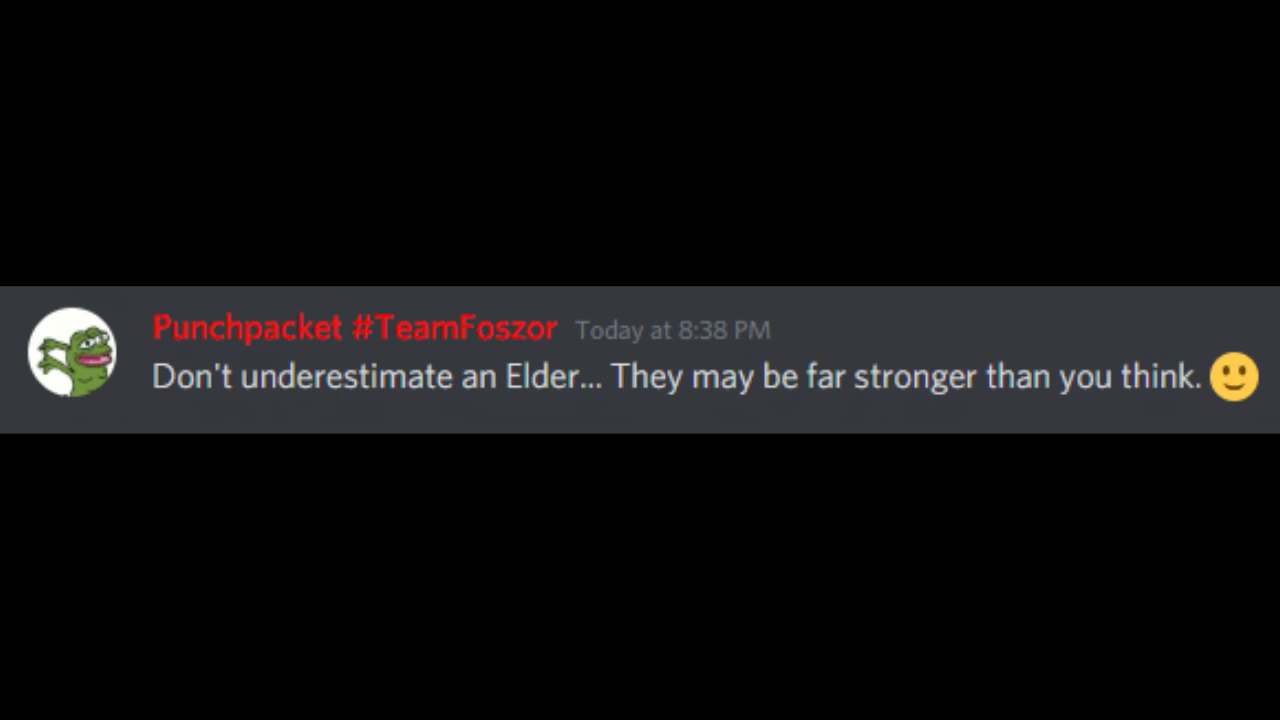 Punchpacket #TeamFoszor Today at 8:38 PM
Don't underestimate an Elder... They may be far stronger than you think. 🙂